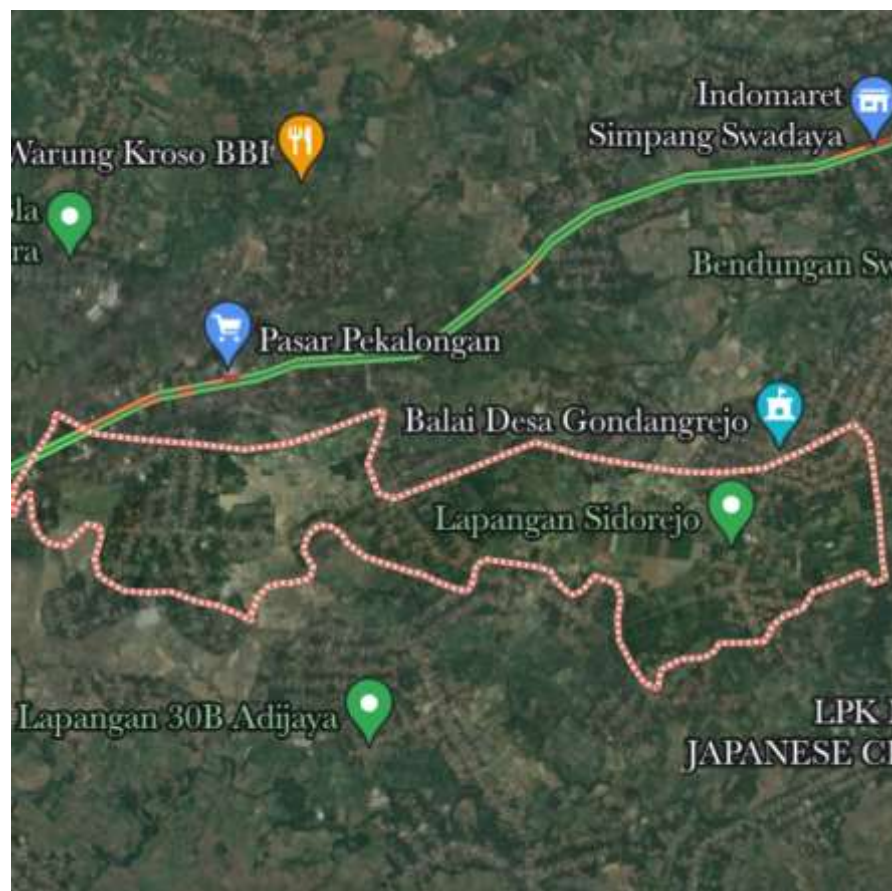 Indomaret
Simpang Swadaya
Warung Kroso BBI
Pasar Pekalongan
Balai Desa Gondangrejo
Lapangan Sidorejo
Lapangan 30B Adijaya
Bendungan
LPK
JAPANESE